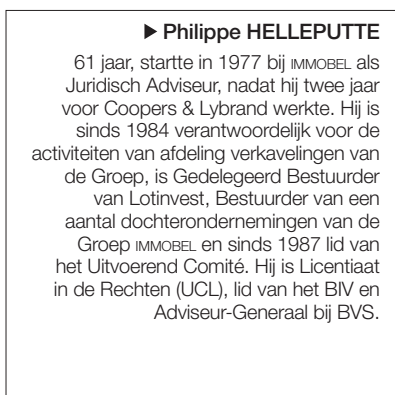 ▶ Philippe HELLEPUTTE
61 jaar, startte in 1977 bij IMMOBEL als
Juridisch Adviseur, nadat hij twee jaar
voor Coopers & Lybrand werkte. Hij is
sinds 1984 verantwoordelijk voor de
activiteiten van afdeling verkavelingen van
de Groep, is Gedelegeerd Bestuurder
van Lotinvest, Bestuurder van een
aantal dochterondernemingen van de
Groep IMMOBEL en sinds 1987 lid van
het Uitvoerend Comité. Hij is Licentiaat
in de Rechten (UCL), lid van het BIV en
Adviseur-Generaal bij BVS.